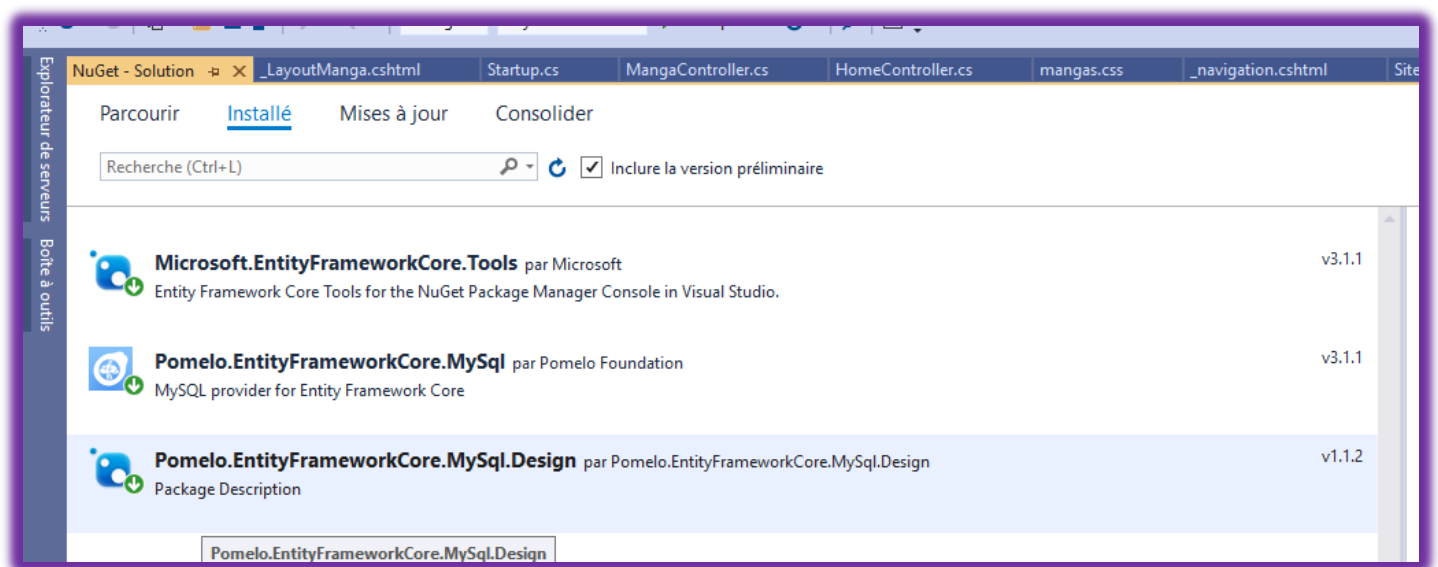 NuGet - Solution _LayoutManga.cshtml Startup.cs MangaController.cs HomeController.cs mangas.css _navigation.cshtml Site
Explorateur de serveurs
Boîte à outils
Parcourir Installé Mises à jour Consolider
Recherche (Ctrl+L) Inclure la version préliminaire
Microsoft.EntityFrameworkCore.Tools par Microsoft v3.1.1
Entity Framework Core Tools for the NuGet Package Manager Console in Visual Studio.
Pomelo.EntityFrameworkCore.MySql par Pomelo Foundation v3.1.1
MySQL provider for Entity Framework Core
Pomelo.EntityFrameworkCore.MySql.Design par Pomelo.EntityFrameworkCore.MySql.Design v1.1.2
Package Description
Pomelo.EntityFrameworkCore.MySql.Design